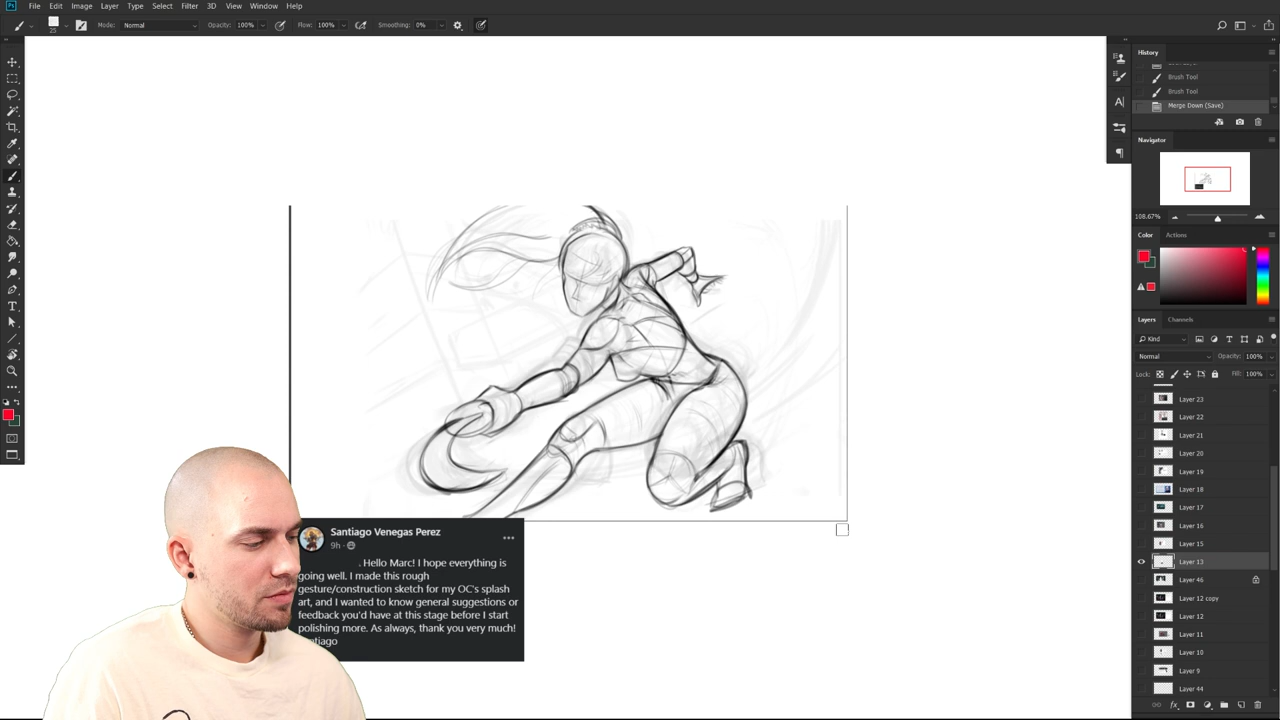 Ps File Edit Image Layer Type Select Filter 3D View Window Help
25 Mode: Normal Opacity: 100% Flow: 100% Smoothing: 0%
History
Brush Tool
Brush Tool
Merge Down (Save)
Navigator
108.67%
Color Actions
Layers Channels
Kind
Normal Opacity: 100%
Lock: Fill: 100%
Layer 23
Layer 22
Layer 21
Layer 20
Layer 19
Layer 18
Layer 17
Layer 16
Layer 15
Layer 13
Layer 46
Layer 12 copy
Layer 12
Layer 11
Layer 10
Layer 9
Layer 44
fx
Santiago Venegas Perez
9h
. Hello Marc! I hope everything is
going well. I made this rough
gesture/construction sketch for my OC's splash
art, and I wanted to know general suggestions or
feedback you'd have at this stage before I start
polishing more. As always, thank you very much!